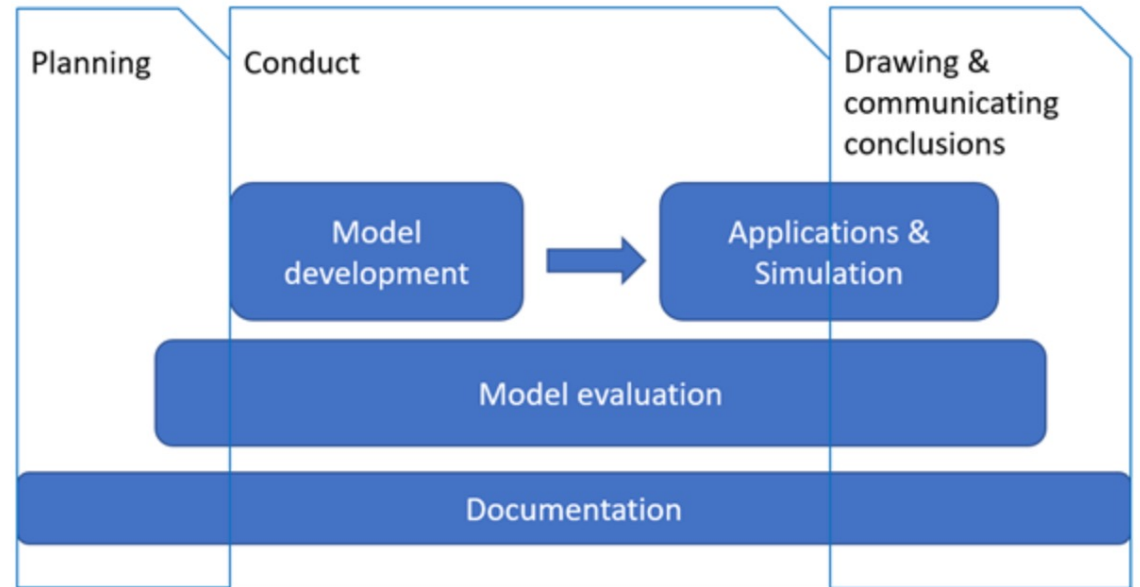 Planning
Conduct
Drawing &
communicating
conclusions
Model
development
Applications &
Simulation
Model evaluation
Documentation